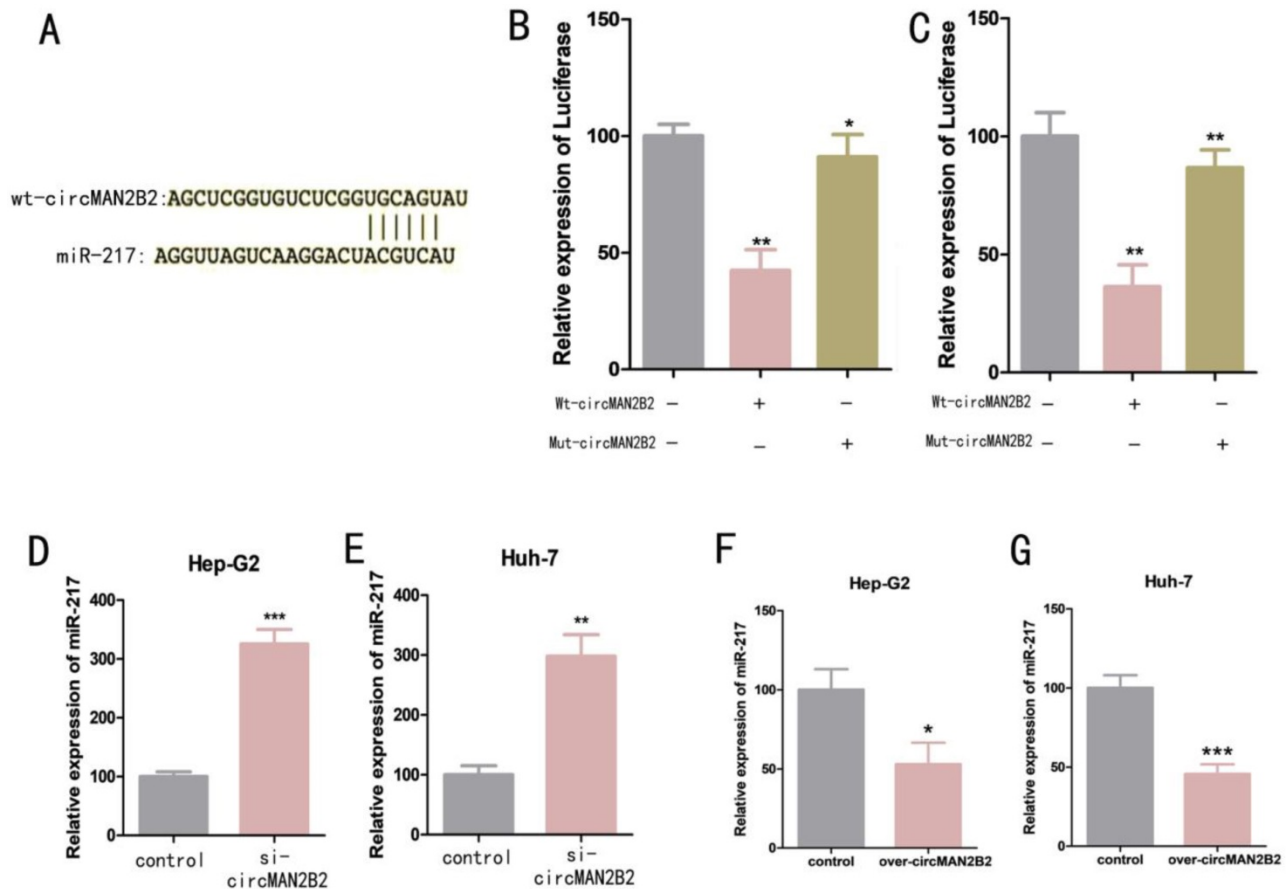 A
wt-circMAN2B2:AGCUCGGUGUCUCGGUGCAGUAU
||||||
miR-217: AGGUUAGUCAAGGACUACGUCAU
B
Relative expression of Luciferase
150
100
50
0
**
*
Wt-circMAN2B2 – + –
Mut-circMAN2B2 – – +
C
Relative expression of Luciferase
150
100
50
0
**
**
Wt-circMAN2B2 – + –
Mut-circMAN2B2 – – +
D
Hep-G2
Relative expression of miR-217
400
300
200
100
0
***
control
si-
circMAN2B2
E
Huh-7
Relative expression of miR-217
400
300
200
100
0
**
control
si-
circMAN2B2
F
Hep-G2
Relative expression of miR-217
150
100
50
0
*
control over-circMAN2B2
G
Huh-7
Relative expression of miR-217
150
100
50
0
***
control over-circMAN2B2